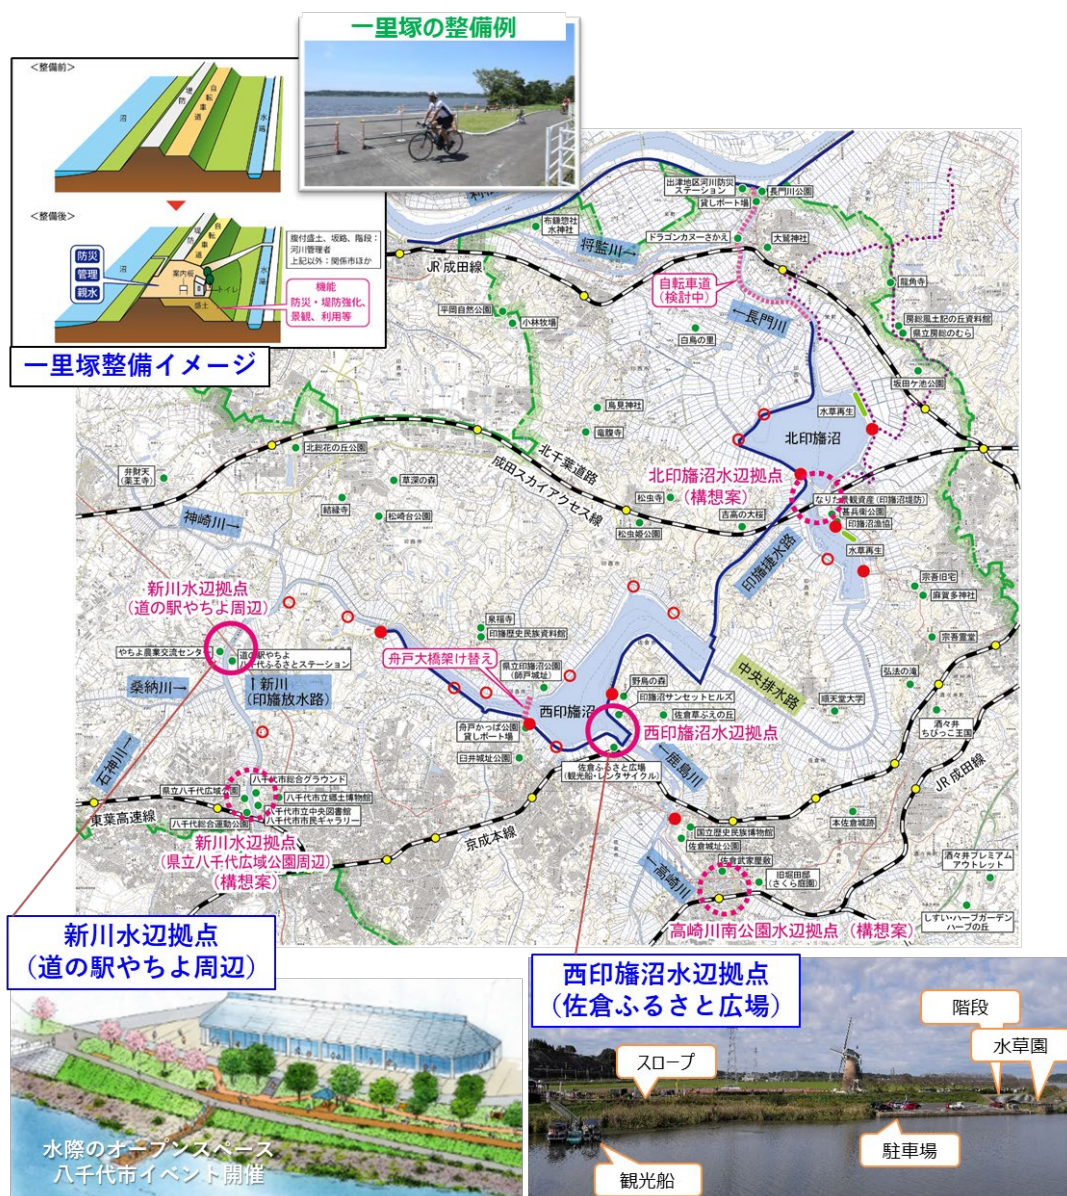 一里塚の整備例
<整備前>
沼
堤防
自転車道
水路
<整備後>
防災
管理
親水
沼
堤防
自転車道
水路
案内板
トイレ
盛土
腹付盛土、坂路、階段：
河川管理者
上記以外：関係市ほか
機能
防災・堤防強化、
景観、利用等
一里塚整備イメージ
出津地区河川防災
ステーション
長門川公園
貸しボート場
布鎌惣社
水神社
将監川→
ドラゴンカヌーさかえ
大鷲神社
JR成田線
自転車道
（検討中）
龍角寺
平岡自然公園
小林牧場
←長門川
房総風土記の丘資料館
県立房総のむら
白鳥の里
坂田ケ池公園
鳥見神社
水草再生
北印旛沼
竜腹寺
北千葉道路
北総花の丘公園
成田スカイアクセス線
北印旛沼水辺拠点
（構想案）
弁財天
（薬王寺）
草深の森
なりた景観資産（印旛沼堤防）
結縁寺
松虫寺
甚兵衛公園
松崎台公園
吉高の大桜
印旛沼漁協
神崎川→
松虫姫公園
印旛捷水路
水草再生
新川水辺拠点
（道の駅やちよ周辺）
宗吾旧宅
麻賀多神社
泉福寺
印旛歴史民族資料館
宗吾霊堂
やちよ農業交流センター
道の駅やちよ
八千代ふるさとステーション
舟戸大橋架け替え
県立印旛沼公園
（師戸城址）
中央排水路
弘法の滝
桑納川→
↑新川
（印旛放水路）
野鳥の森
印旛沼サンセットヒルズ
順天堂大学
西印旛沼
佐倉草ぶえの丘
舟戸かっぱ公園
貸しボート場
西印旛沼水辺拠点
酒々井
ちびっこ王国
石神川→
臼井城址公園
佐倉ふるさと広場
（観光船・レンタサイクル）
←鹿島川
JR成田線
八千代市総合グラウンド
県立八千代広域公園
八千代市立郷土博物館
八千代市立中央図書館
八千代市市民ギャラリー
東葉高速線
八千代総合運動公園
京成本線
国立歴史民族博物館
本佐倉城跡
新川水辺拠点
（県立八千代広域公園周辺）
（構想案）
佐倉城址公園
佐倉武家屋敷
酒々井プレミアム
アウトレット
←高崎川
旧堀田邸
（さくら庭園）
しすい・ハーブガーデン
ハーブの丘
高崎川南公園水辺拠点（構想案）
新川水辺拠点
（道の駅やちよ周辺）
水際のオープンスペース
八千代市イベント開催
西印旛沼水辺拠点
（佐倉ふるさと広場）
階段
水草園
スロープ
駐車場
観光船